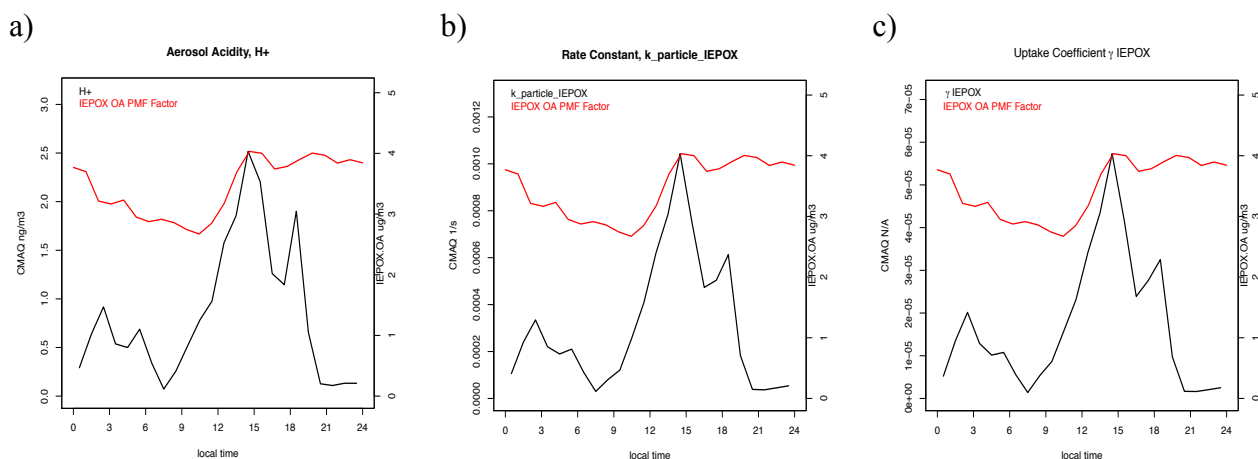 a)
Aerosol Acidity, H+
H+
IEPOX OA PMF Factor
CMAQ ng/m3
0.0 0.5 1.0 1.5 2.0 2.5 3.0
IEPOX.OA ug/m3
0 1 2 3 4 5
0 3 6 9 12 15 18 21 24
local time
b)
Rate Constant, k_particle_IEPOX
k_particle_IEPOX
IEPOX OA PMF Factor
CMAQ 1/s
0.0000 0.0002 0.0004 0.0006 0.0008 0.0010 0.0012
IEPOX.OA ug/m3
0 1 2 3 4 5
0 3 6 9 12 15 18 21 24
local time
c)
Uptake Coefficient γ IEPOX
γ IEPOX
IEPOX OA PMF Factor
CMAQ N/A
0e+00 1e-05 2e-05 3e-05 4e-05 5e-05 6e-05 7e-05
IEPOX.OA ug/m3
0 1 2 3 4 5
0 3 6 9 12 15 18 21 24
local time